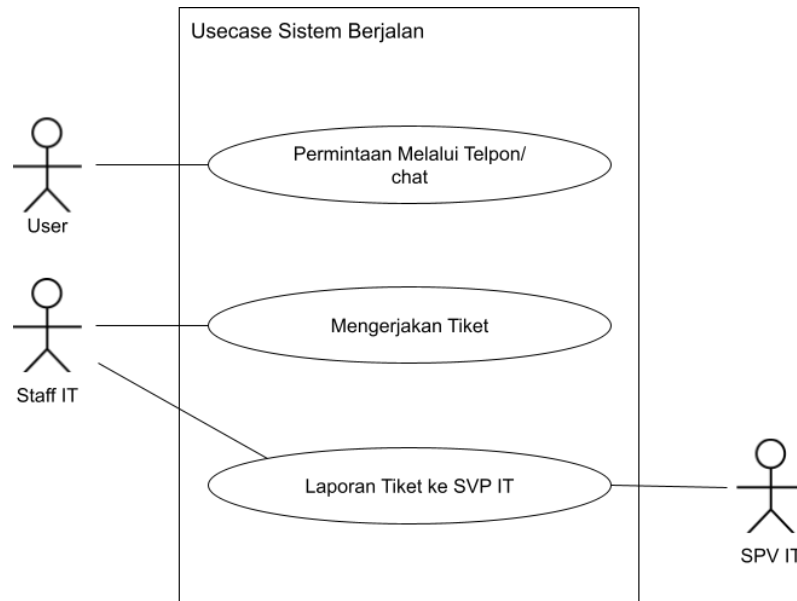 Usecase Sistem Berjalan
Permintaan Melalui Telpon/
chat
User
Mengerjakan Tiket
Staff IT
Laporan Tiket ke SVP IT
SPV IT